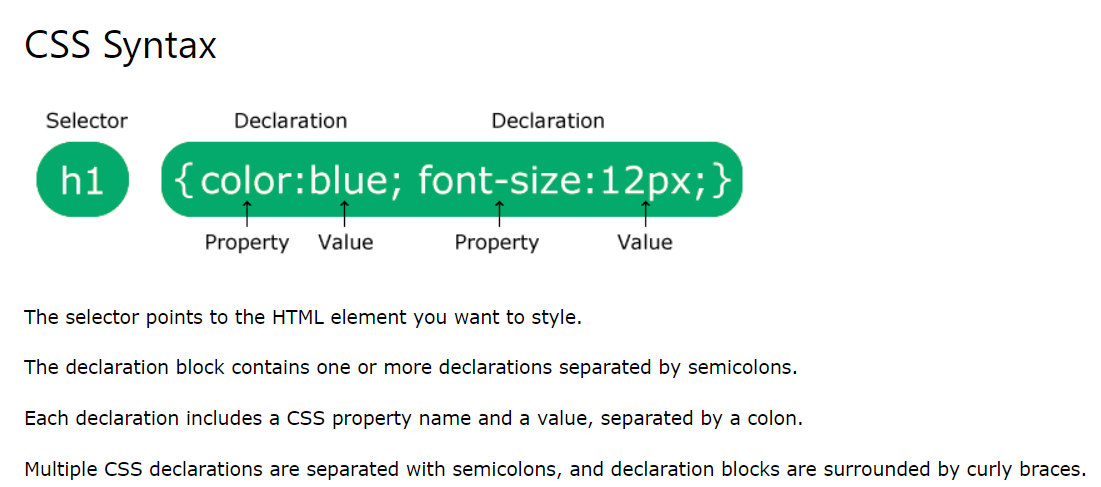 CSS Syntax
Selector Declaration Declaration
h1 {color:blue; font-size:12px;}
Property Value Property Value
The selector points to the HTML element you want to style.
The declaration block contains one or more declarations separated by semicolons.
Each declaration includes a CSS property name and a value, separated by a colon.
Multiple CSS declarations are separated with semicolons, and declaration blocks are surrounded by curly braces.